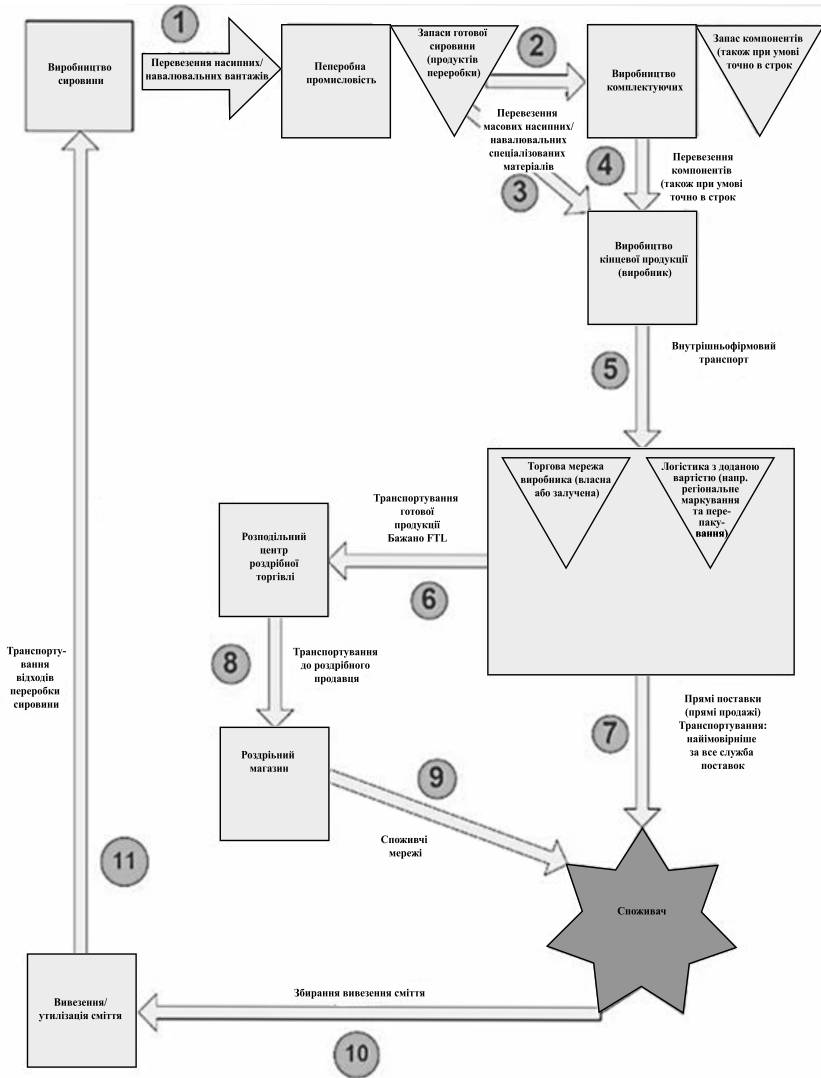 1
Виробництво
сировини
Перевезення насипних/
навалювальних вантажів
Пеперобна
промисловість
Запаси готової
сировини
(продуктів
переробки)
2
Виробництво
комплектуючих
Запас компонентів
(також при умові
точно в строк
Перевезення
масових насипних/
навалювальних
спеціалізованих
матеріалів
3
4
Перевезення
компонентів
(також при умові
точно в строк
Виробництво
кінцевої продукції
(виробник)
5
Внутрішньофірмовий
транспорт
Торгова мережа
виробника (власна
або залучена)
Логістика з доданою
вартістю (напр.
регіональне
маркування
та пере-
паку-
вання)
Транспортування
готової
продукції
Бажано FTL
6
Розподільний
центр
роздрібної
торгівлі
8
Транспортування
до роздрібного
продавця
7
Прямі поставки
(прямі продажі)
Транспортування:
найімовірніше
за все служба
поставок
Роздріьний
магазин
9
Споживчі
мережі
Транспорту-
вання
відходів
переробки
сировини
11
Споживач
Вивезення/
утилізація сміття
Збирання вивезення сміття
10